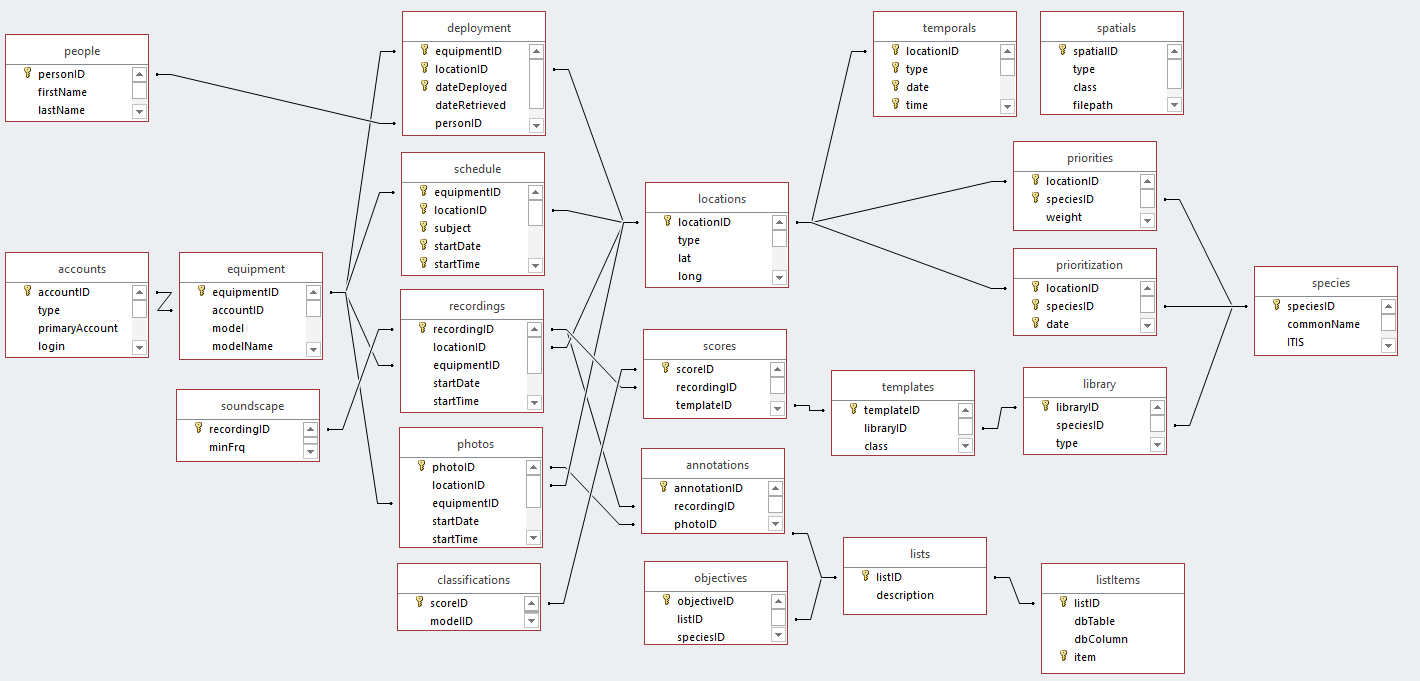 people
personID
firstName
lastName
deployment
equipmentID
locationID
dateDeployed
dateRetrieved
personID
temporals
locationID
type
date
time
spatials
spatialID
type
class
filepath
schedule
equipmentID
locationID
subject
startDate
startTime
priorities
locationID
speciesID
weight
locations
locationID
type
lat
long
accounts
accountID
type
primaryAccount
login
equipment
equipmentID
accountID
model
modelName
prioritization
locationID
speciesID
date
species
speciesID
commonName
ITIS
recordings
recordingID
locationID
equipmentID
startDate
startTime
scores
scoreID
recordingID
templateID
templates
templateID
libraryID
class
library
libraryID
speciesID
type
soundscape
recordingID
minFrq
photos
photoID
locationID
equipmentID
startDate
startTime
annotations
annotationID
recordingID
photoID
classifications
scoreID
modelID
objectives
objectiveID
listID
speciesID
lists
listID
description
listItems
listID
dbTable
dbColumn
item